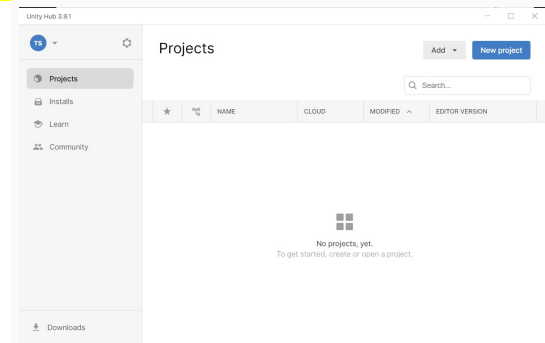 Unity Hub 3.9.1
TS
Projects
Add
New project
Projects
Search...
Installs
NAME
CLOUD
MODIFIED
EDITOR VERSION
Learn
Community
No projects, yet.
To get started, create or open a project.
Downloads